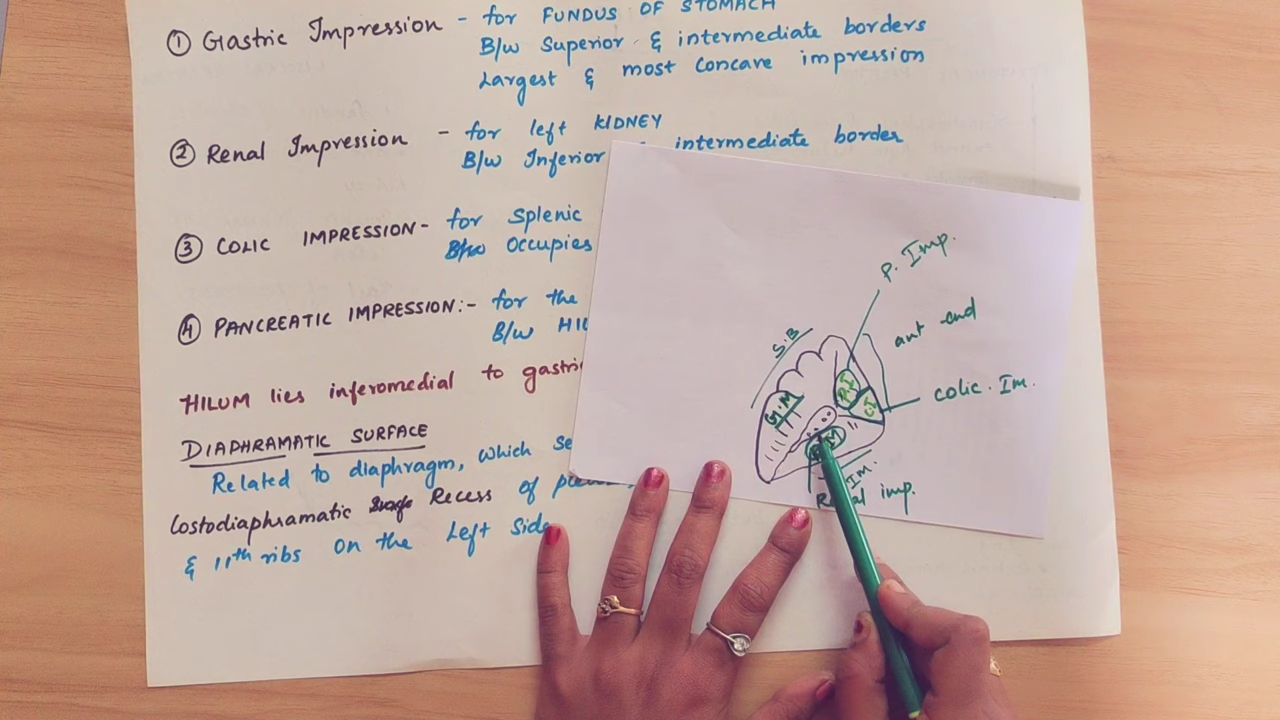 ① Gastric Impression - for FUNDUS OF STOMACH
B/w Superior & intermediate borders
Largest & most concave impression
② Renal Impression - for left KIDNEY
B/w Inferior intermediate border
③ COLIC IMPRESSION- for Splenic
B/w Occupies
④ PANCREATIC IMPRESSION:- for the
B/w
HILUM lies inferomedial to
DIAPHRAMATIC SURFACE
Related to diaphragm, which
Costodiaphramatic Recess of
& 11th ribs on the Left Side
P. Imp.
ant end
S.B
colic. Im.
P.I
C.I
G.M
Im.
imp.